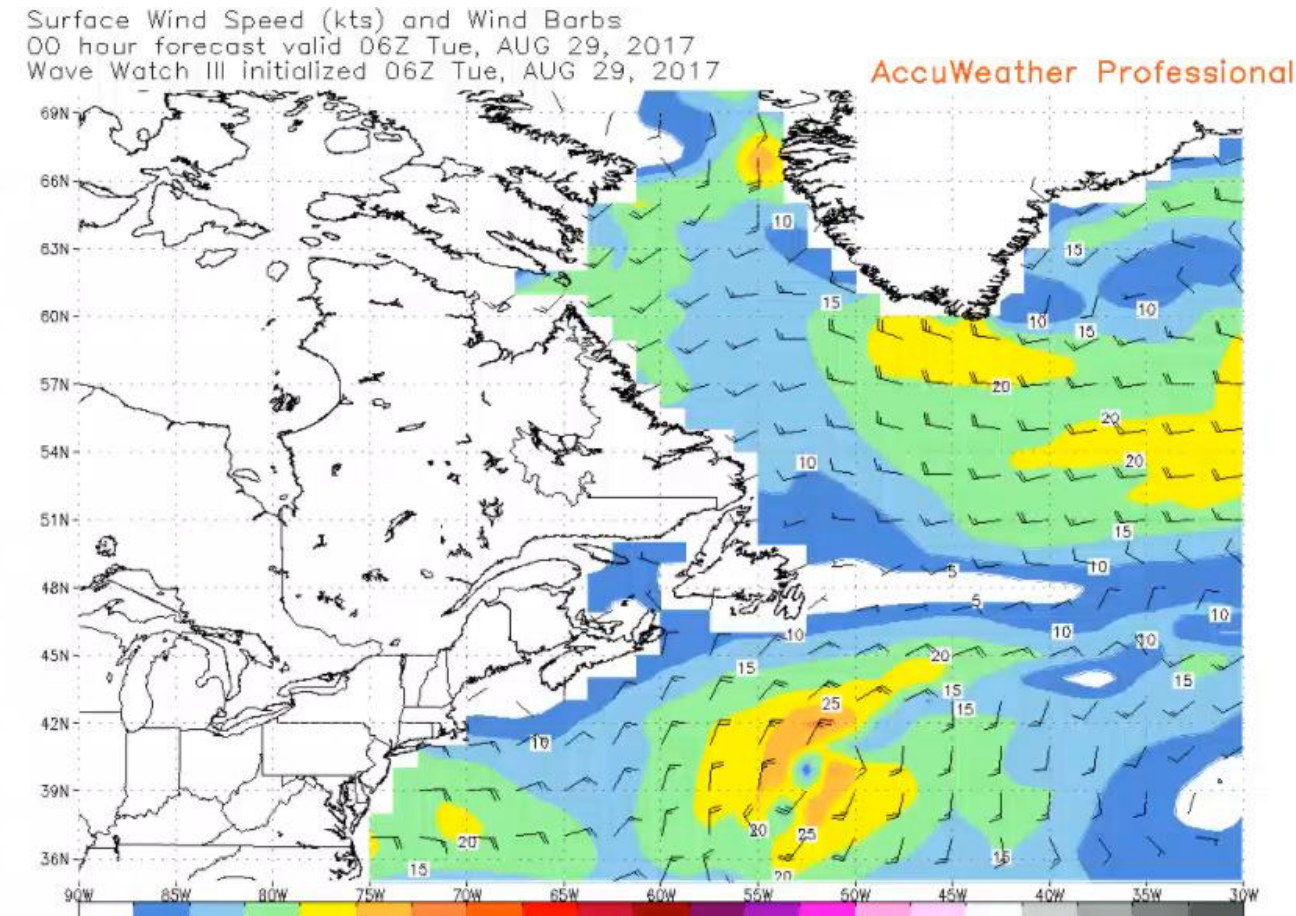 Surface Wind Speed (kts) and Wind Barbs
00 hour forecast valid 06Z Tue, AUG 29, 2017
Wave Watch III initialized 06Z Tue, AUG 29, 2017
AccuWeather Professional
69N
66N
10
63N
15
15
10
60N
10
15
57N
20
20
54N
10
20
51N
15
5
10
48N
5
10
10
10
10
45N
15
20
15
15
25
15
42N
10
39N
20
25
20
36N
15
15
20
90W 85W 80W 75W 70W 65W 60W 55W 50W 45W 40W 35W 30W